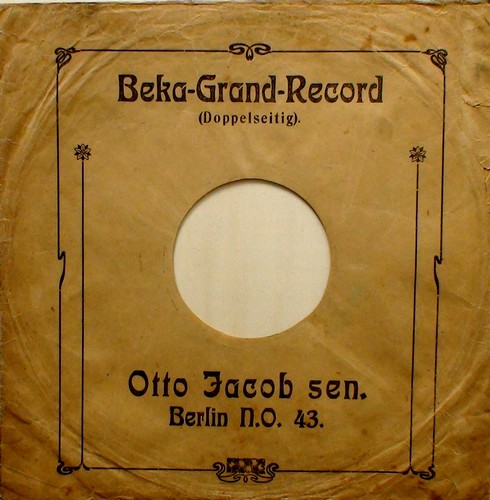 Beka-Grand-Record
(Doppelseitig).
Otto Jacob sen.
Berlin N.O. 43.